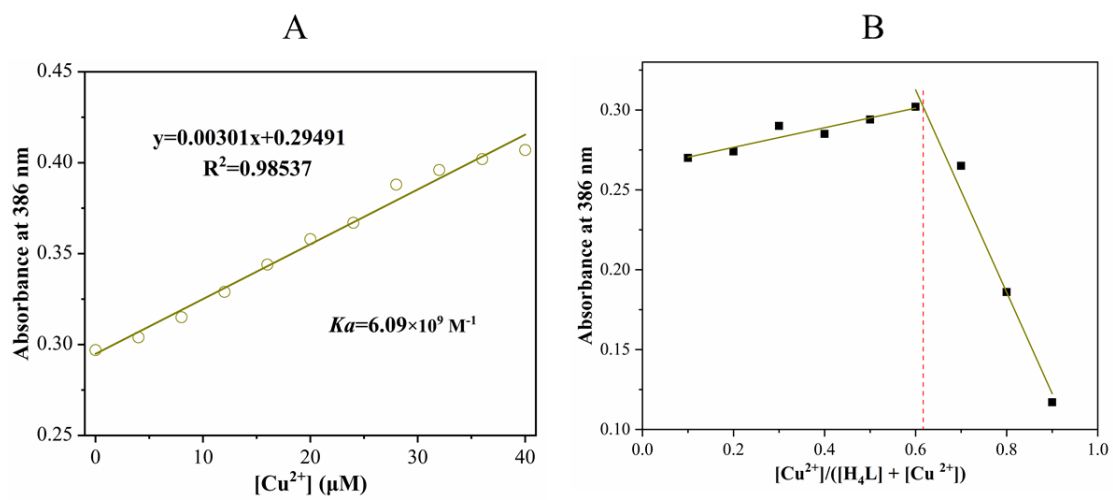 A
Absorbance at 386 nm
0.45
0.40
0.35
0.30
0.25
y=0.00301x+0.29491
R²=0.98537
Ka=6.09×10⁹ M⁻¹
0 10 20 30 40
[Cu²⁺] (μM)
B
Absorbance at 386 nm
0.30
0.25
0.20
0.15
0.10
0.0 0.2 0.4 0.6 0.8 1.0
[Cu²⁺]/([H₄L] + [Cu ²⁺])